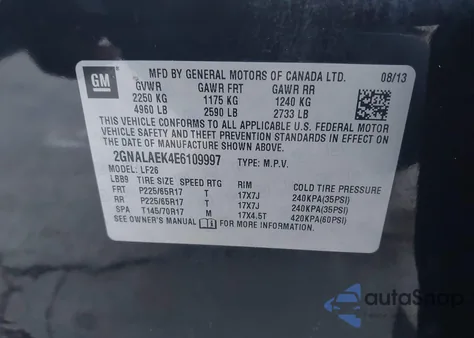 GM MFD BY GENERAL MOTORS OF CANADA LTD. 08/13
GVWR GAWR FRT GAWR RR
2250 KG 1175 KG 1240 KG
4960 LB 2590 LB 2733 LB
THIS VEHICLE CONFORMS TO ALL APPLICABLE U.S. FEDERAL MOTOR
VEHICLE SAFETY, BUMPER, AND THEFT PREVENTION STANDARDS IN EFFECT
ON THE DATE OF MANUFACTURE SHOWN ABOVE.
2GNALAEK4E6109997 TYPE: M.P.V.
MODEL: LF26
LBB9 TIRE SIZE SPEED RTG RIM COLD TIRE PRESSURE
FRT P225/65R17 T 17X7J 240KPA(35PSI)
RR P225/65R17 T 17X7J 240KPA(35PSI)
SPA T145/70R17 M 17X4.5T 420KPA(60PSI)
SEE OWNER'S MANUAL FOR MORE INFORMATION
autoSnap